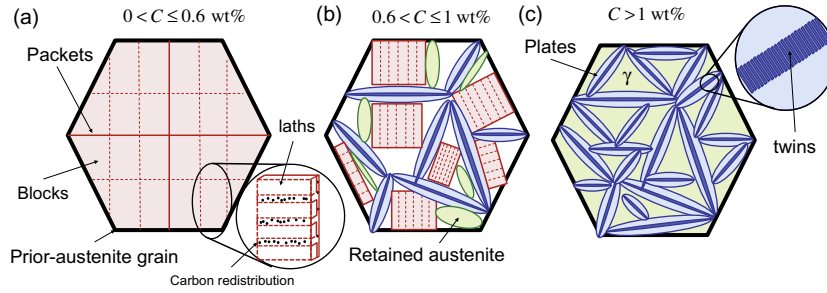 (a) 0 < C ≤ 0.6 wt%
Packets
Blocks
Prior-austenite grain
laths
Carbon redistribution
(b) 0.6 < C ≤ 1 wt%
Retained austenite
(c) C > 1 wt%
Plates
γ
twins